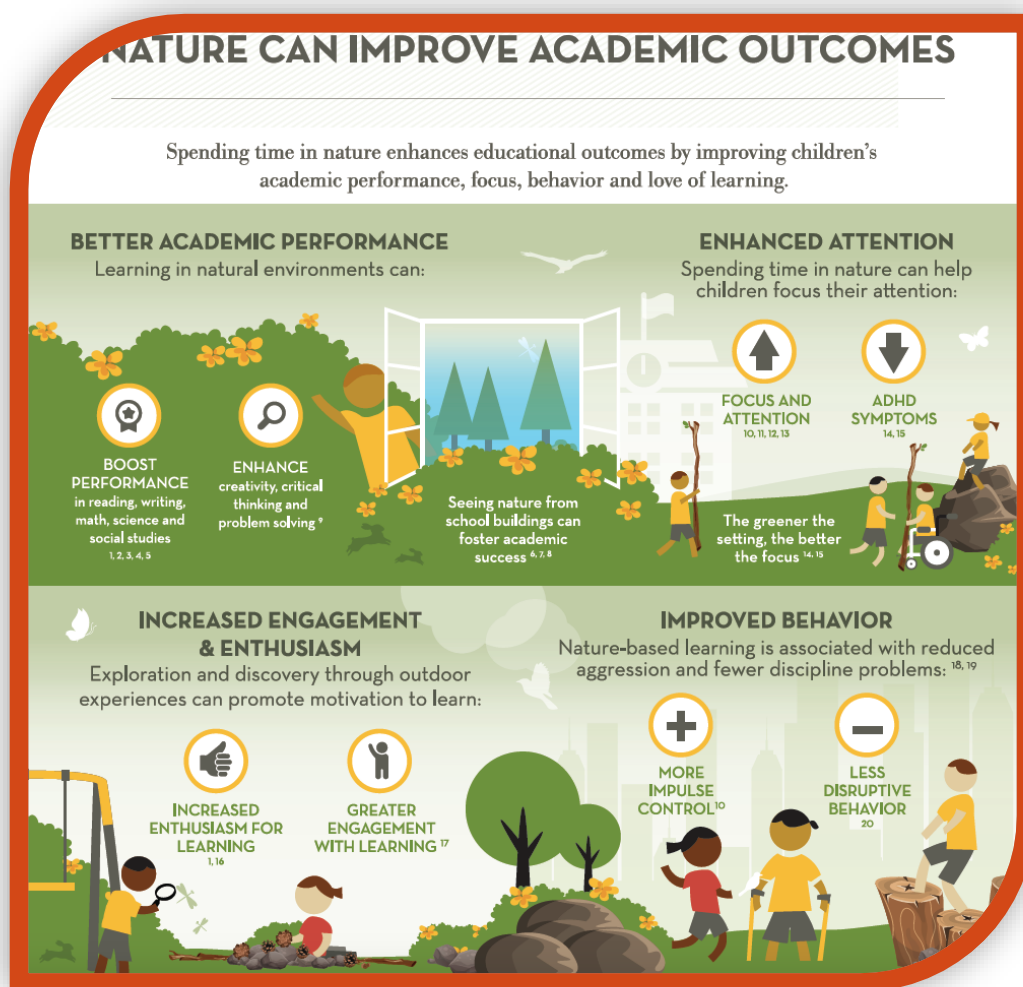 NATURE CAN IMPROVE ACADEMIC OUTCOMES
Spending time in nature enhances educational outcomes by improving children's
academic performance, focus, behavior and love of learning.
BETTER ACADEMIC PERFORMANCE
Learning in natural environments can:
BOOST
PERFORMANCE
in reading, writing,
math, science and
social studies
1, 2, 3, 4, 5
ENHANCE
creativity, critical
thinking and
problem solving 9
Seeing nature from
school buildings can
foster academic
success 6, 7, 8
ENHANCED ATTENTION
Spending time in nature can help
children focus their attention:
FOCUS AND
ATTENTION
10, 11, 12, 13
ADHD
SYMPTOMS
14, 15
The greener the
setting, the better
the focus 14, 15
INCREASED ENGAGEMENT
& ENTHUSIASM
Exploration and discovery through outdoor
experiences can promote motivation to learn:
INCREASED
ENTHUSIASM FOR
LEARNING
1, 16
GREATER
ENGAGEMENT
WITH LEARNING 17
IMPROVED BEHAVIOR
Nature-based learning is associated with reduced
aggression and fewer discipline problems: 18, 19
MORE
IMPULSE
CONTROL10
LESS
DISRUPTIVE
BEHAVIOR
20